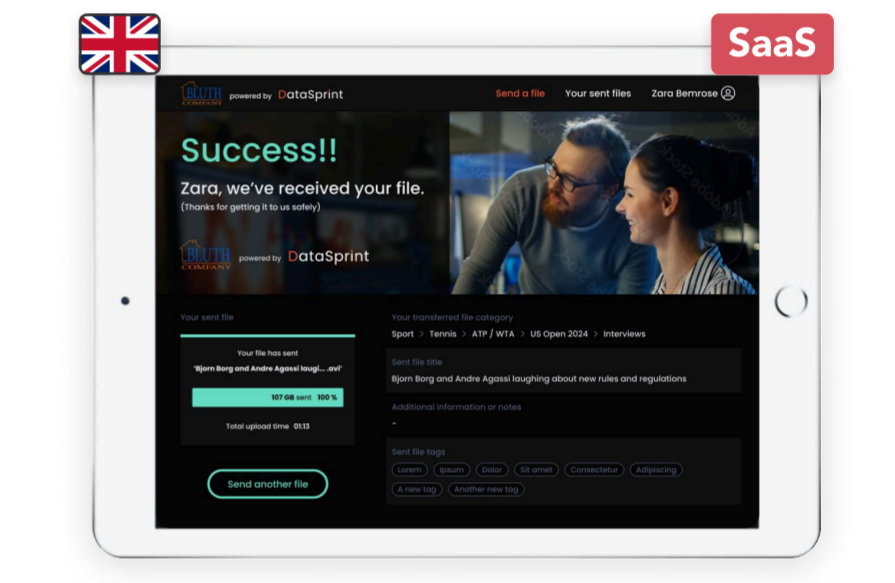 SaaS
BLUTH
COMPANY
powered by DataSprint
Send a file Your sent files Zara Bemrose
Success!!
Zara, we've received your file.
(Thanks for getting it to us safely)
BLUTH
COMPANY
powered by DataSprint
Your sent file
Your file has sent
'Bjorn Borg and Andre Agassi laugi... .avi'
107 GB sent 100 %
Total upload time 01:13
Send another file
Your transferred file category
Sport > Tennis > ATP / WTA > US Open 2024 > Interviews
Sent file title
Bjorn Borg and Andre Agassi laughing about new rules and regulations
Additional information or notes
-
Sent file tags
Lorem Ipsum Dolor Sit amet Consectetur Adipiscing
A new tag Another new tag